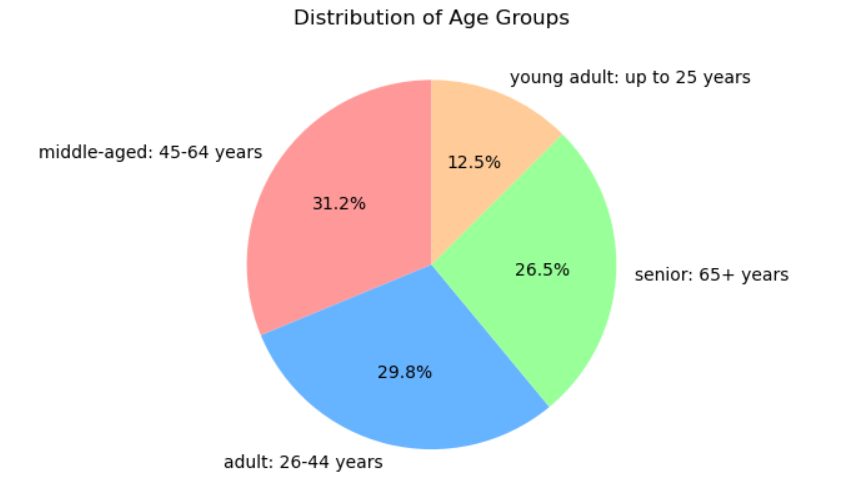 Distribution of Age Groups
young adult: up to 25 years
middle-aged: 45-64 years
12.5%
31.2%
26.5%
senior: 65+ years
29.8%
adult: 26-44 years